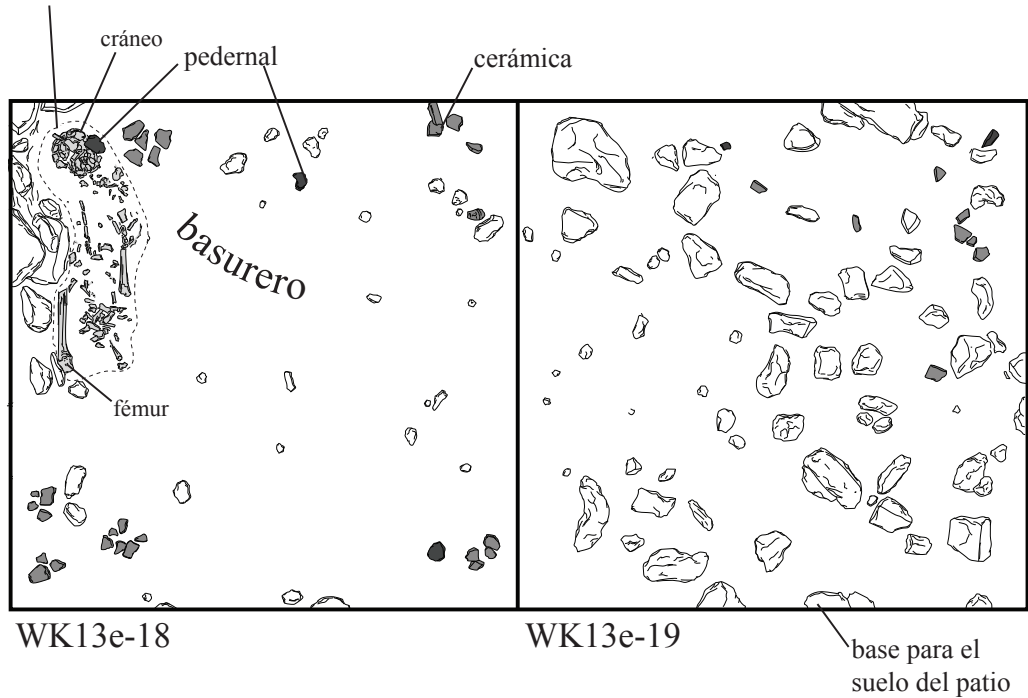 cráneo
pedernal
cerámica
basurero
fémur
WK13e-18
WK13e-19
base para el
suelo del patio